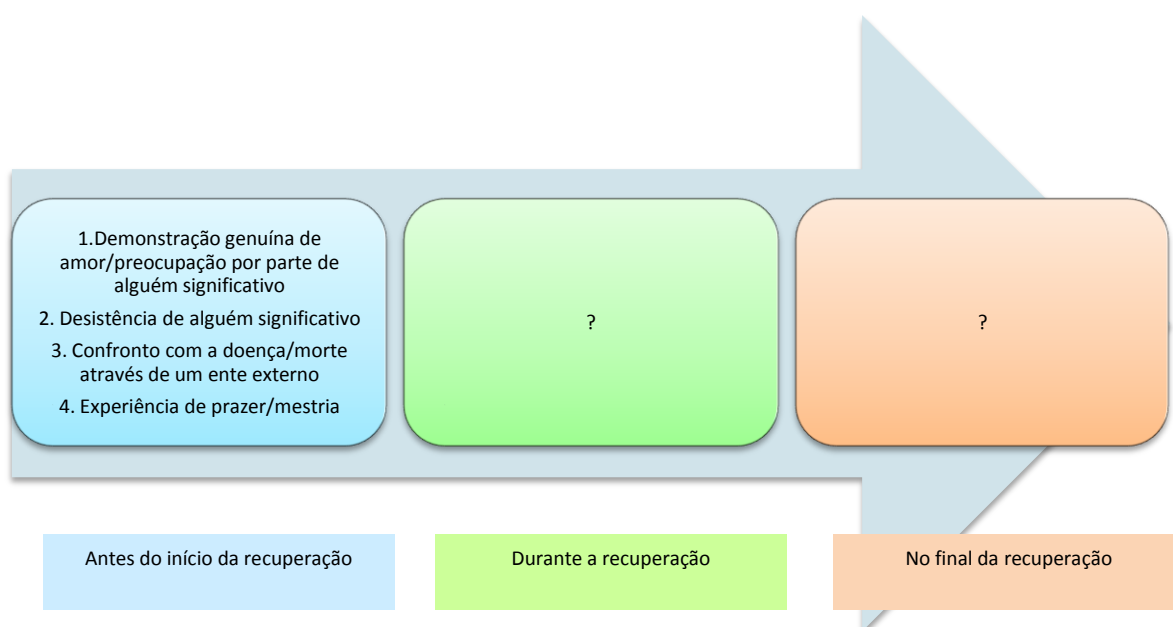 1.Demonstração genuína de
amor/preocupação por parte de
alguém significativo
2. Desistência de alguém significativo
3. Confronto com a doença/morte
através de um ente externo
4. Experiência de prazer/mestria
?
?
Antes do início da recuperação
Durante a recuperação
No final da recuperação